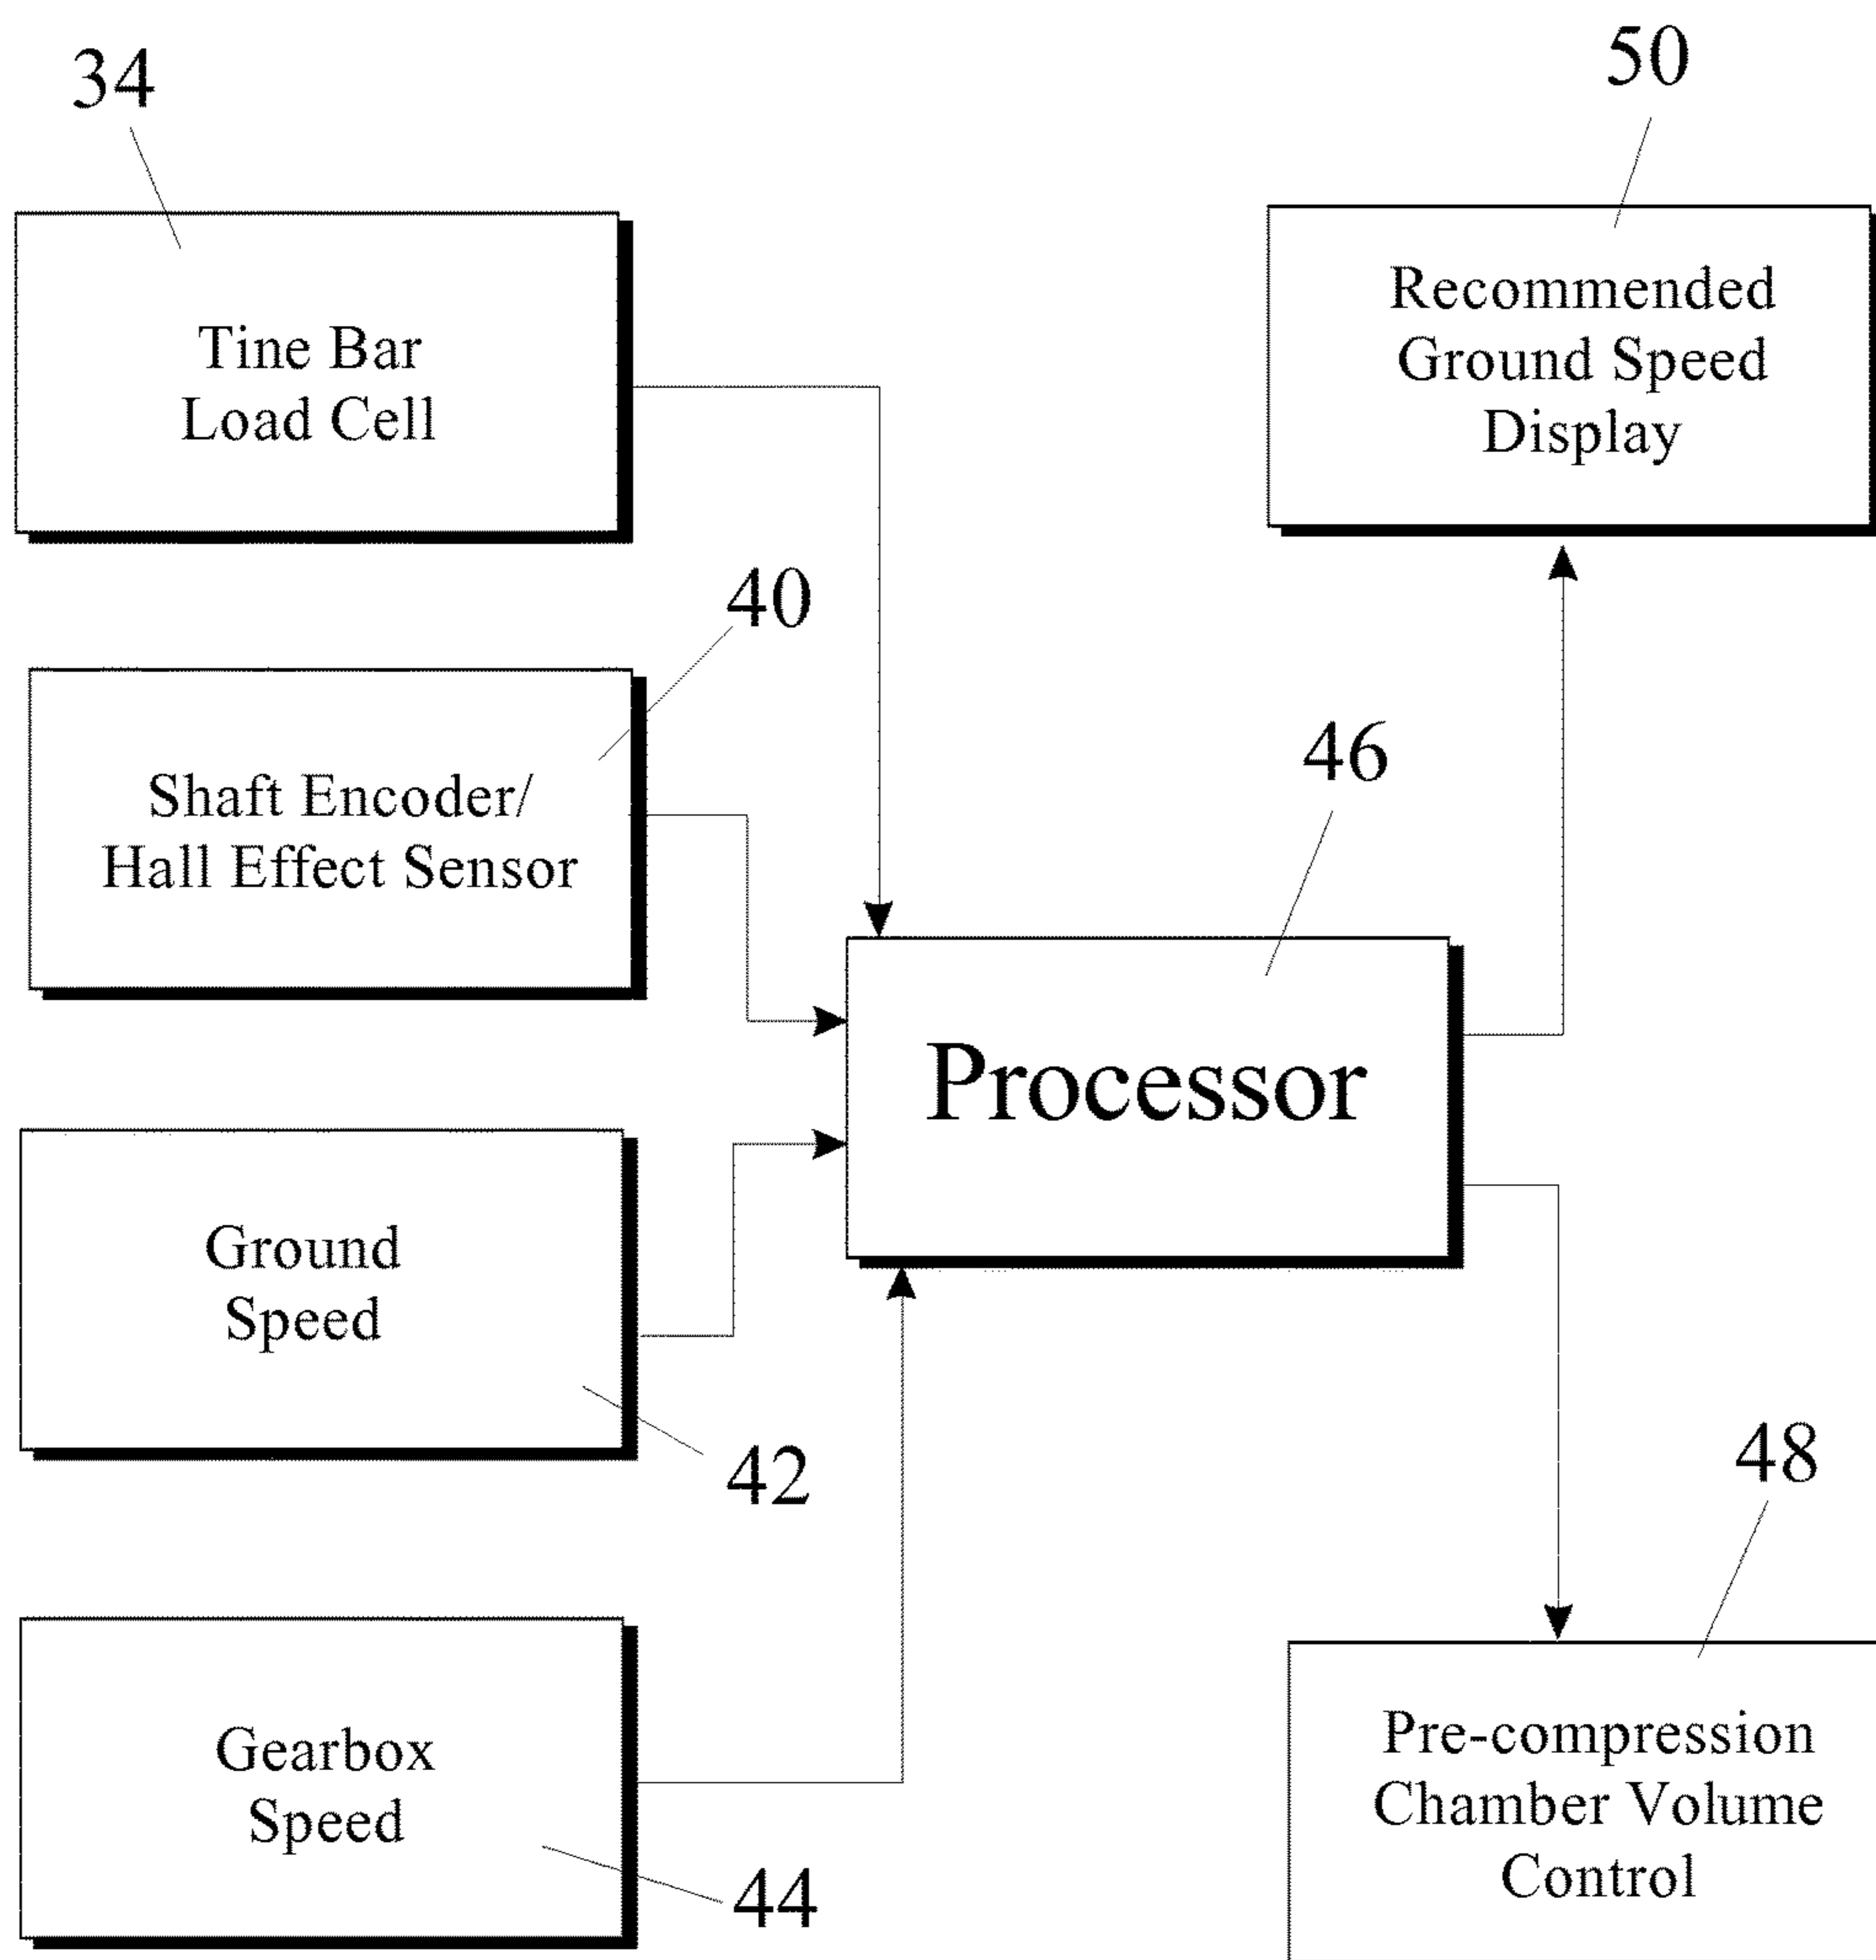 34
50
Tine Bar
Load Cell
Recommended
Ground Speed
Display
40
Shaft Encoder/
Hall Effect Sensor
46
Processor
Ground
Speed
42
48
Gearbox
Speed
44
Pre-compression
Chamber Volume
Control